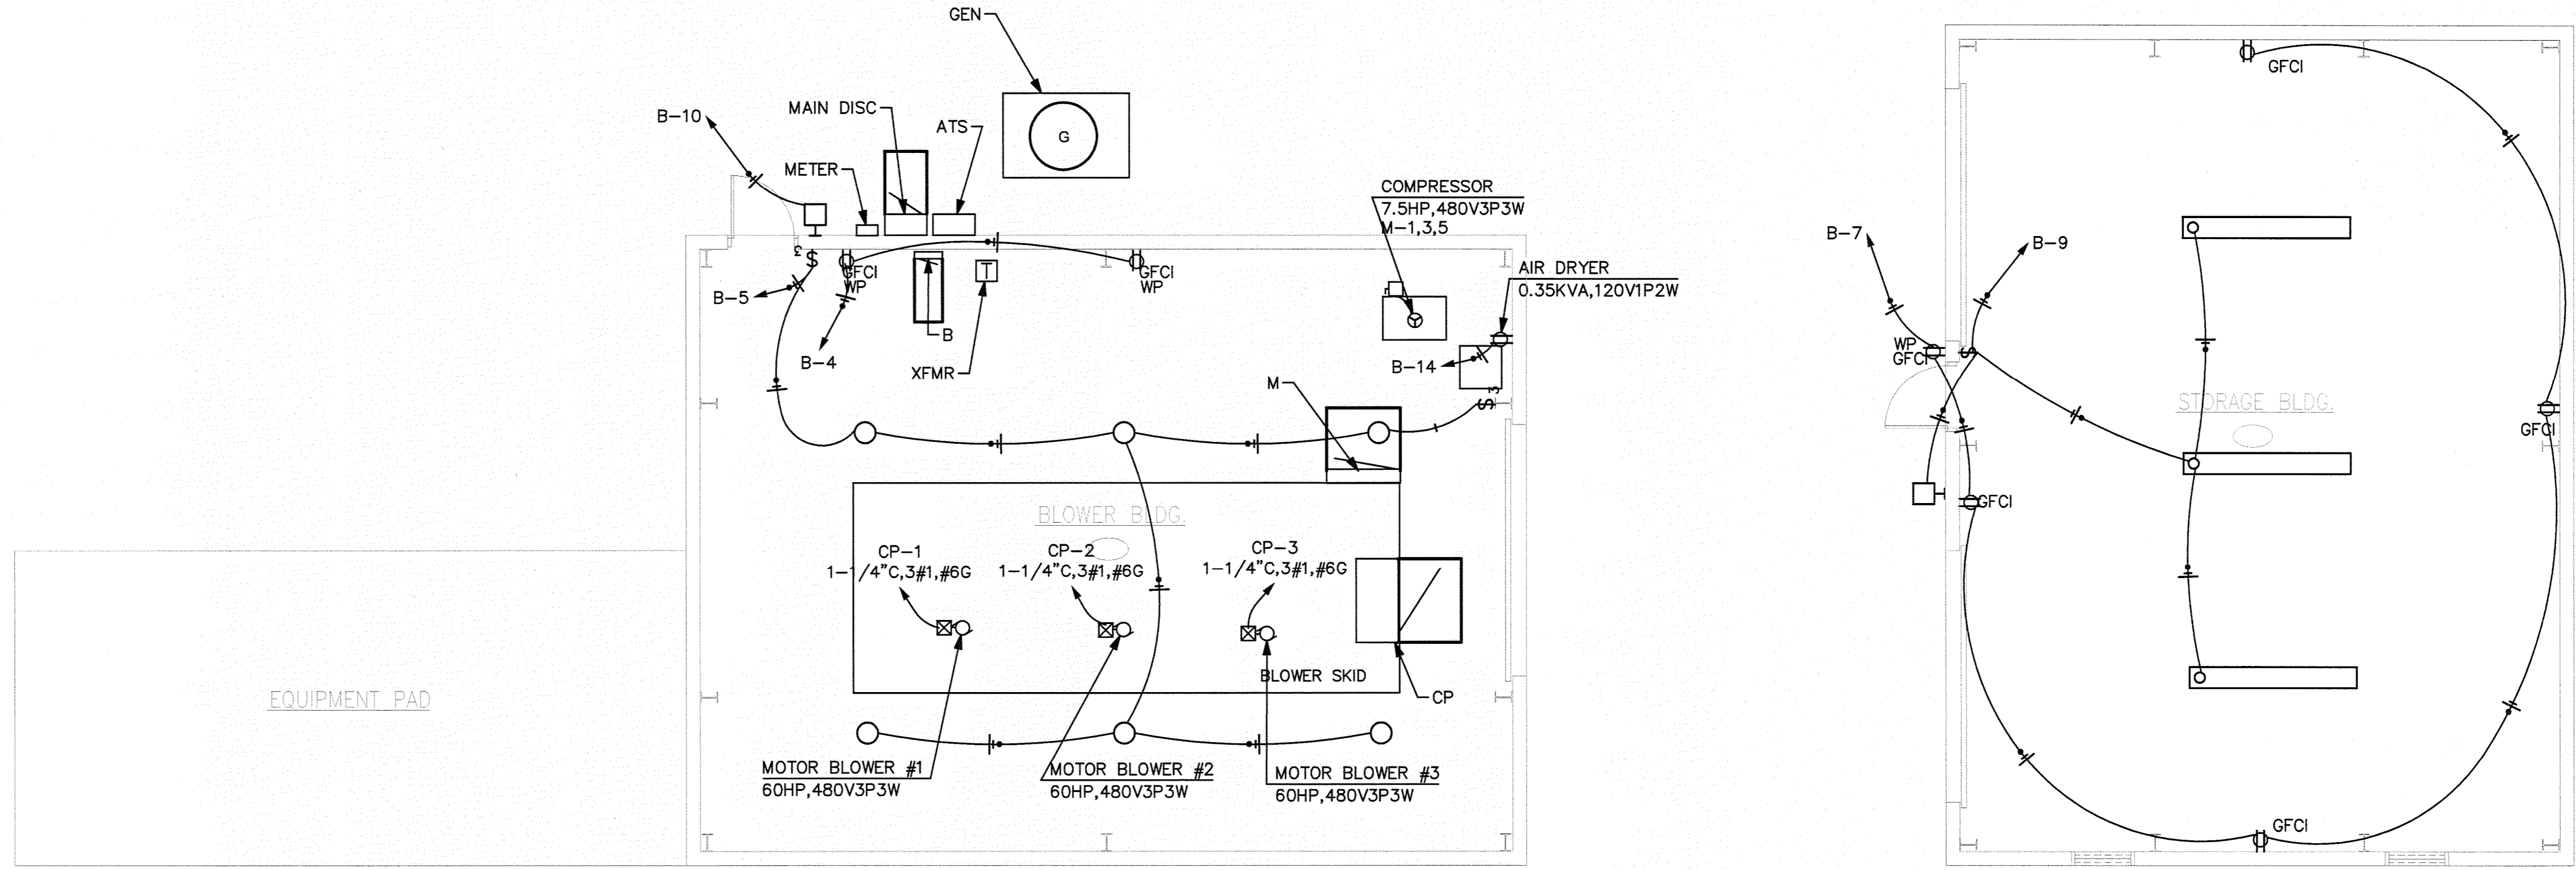 GEN
B-10
MAIN DISC
ATS
METER
G
3
$
GFCI
WP
GFCI
WP
T
B-5
B-4
B
XFMR
COMPRESSOR
7.5HP,480V3P3W
M-1,3,5
AIR DRYER
0.35KVA,120V1P2W
B-14
$ 3
M
BLOWER BLDG.
CP-1
1-1/4"C,3#1,#6G
CP-2
1-1/4"C,3#1,#6G
CP-3
1-1/4"C,3#1,#6G
BLOWER SKID
CP
MOTOR BLOWER #1
60HP,480V3P3W
MOTOR BLOWER #2
60HP,480V3P3W
MOTOR BLOWER #3
60HP,480V3P3W
EQUIPMENT PAD
GFCI
B-7
B-9
WP
GFCI
$
STORAGE BLDG.
GFCI
GFCI
GFCI